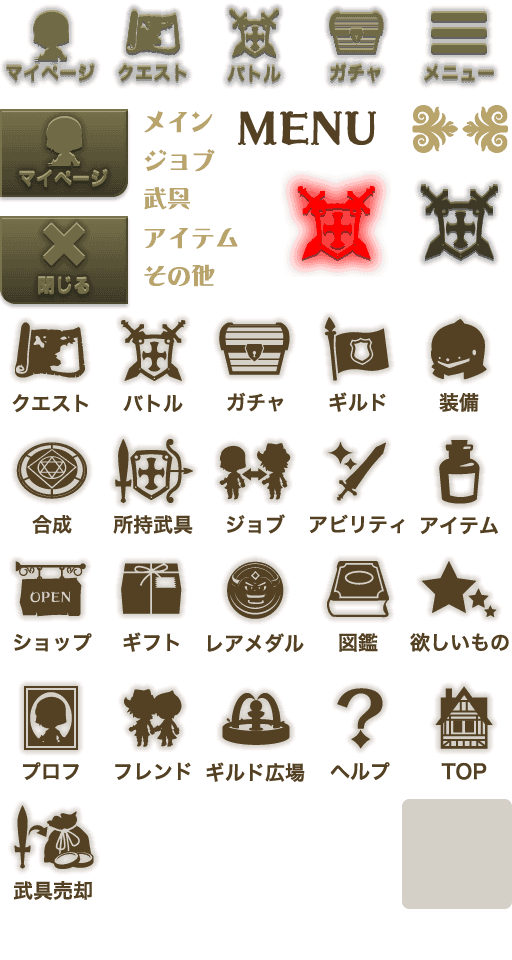 マイページ クエスト バトル ガチャ メニュー
マイページ
閉じる
メイン
ジョブ
武具
アイテム
その他
MENU
クエスト バトル ガチャ ギルド 装備
合成 所持武具 ジョブ アビリティ アイテム
OPEN
ショップ ギフト レアメダル 図鑑 欲しいもの
プロフ フレンド ギルド広場 ヘルプ TOP
武具売却